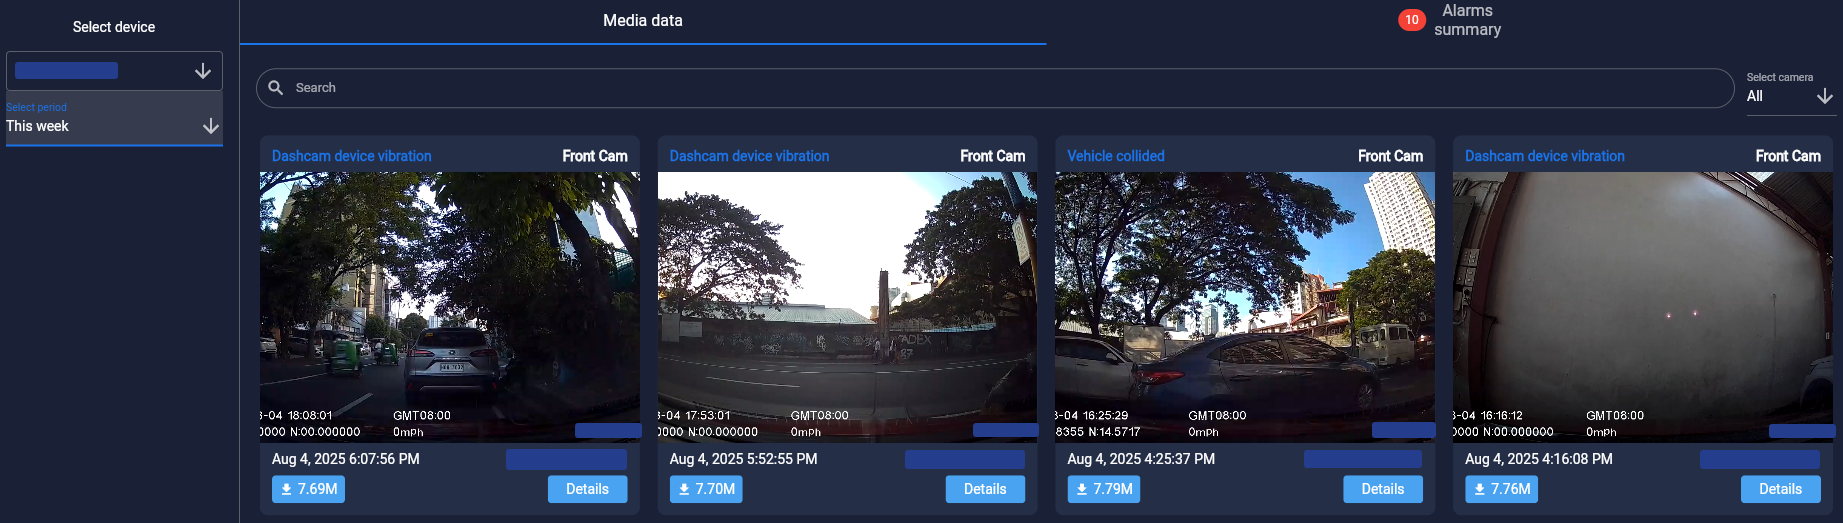 Select device
Select period
This week
Media data
10
Alarms
summary
Search
Select camera
All
Dashcam device vibration
Front Cam
-04 18:08:01 GMT08:00
0000 N:00.000000 0mph
Aug 4, 2025 6:07:56 PM
7.69M
Details
Dashcam device vibration
Front Cam
ADEX
87
-04 17:53:01 GMT08:00
0000 N:00.000000 0mph
Aug 4, 2025 5:52:55 PM
7.70M
Details
Vehicle collided
Front Cam
-04 16:25:29 GMT08:00
8355 N:14.5717 0mph
Aug 4, 2025 4:25:37 PM
7.79M
Details
Dashcam device vibration
Front Cam
-04 16:16:12 GMT08:00
0000 N:00.000000 0mph
Aug 4, 2025 4:16:08 PM
7.76M
Details